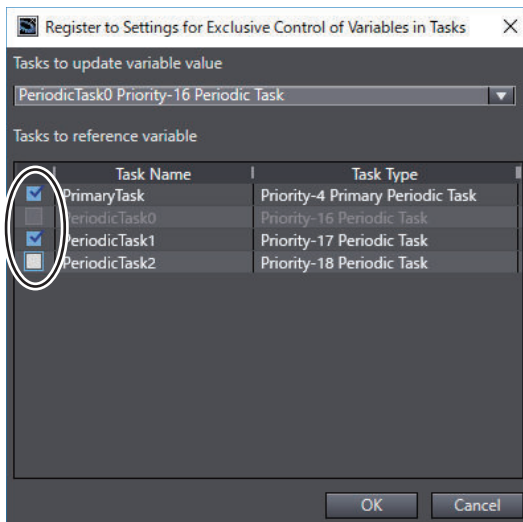 Register to Settings for Exclusive Control of Variables in Tasks
Tasks to update variable value
PeriodicTask0 Priority-16 Periodic Task
Tasks to reference variable
Task Name Task Type
PrimaryTask Priority-4 Primary Periodic Task
PeriodicTask0 Priority-16 Periodic Task
PeriodicTask1 Priority-17 Periodic Task
PeriodicTask2 Priority-18 Periodic Task
OK Cancel